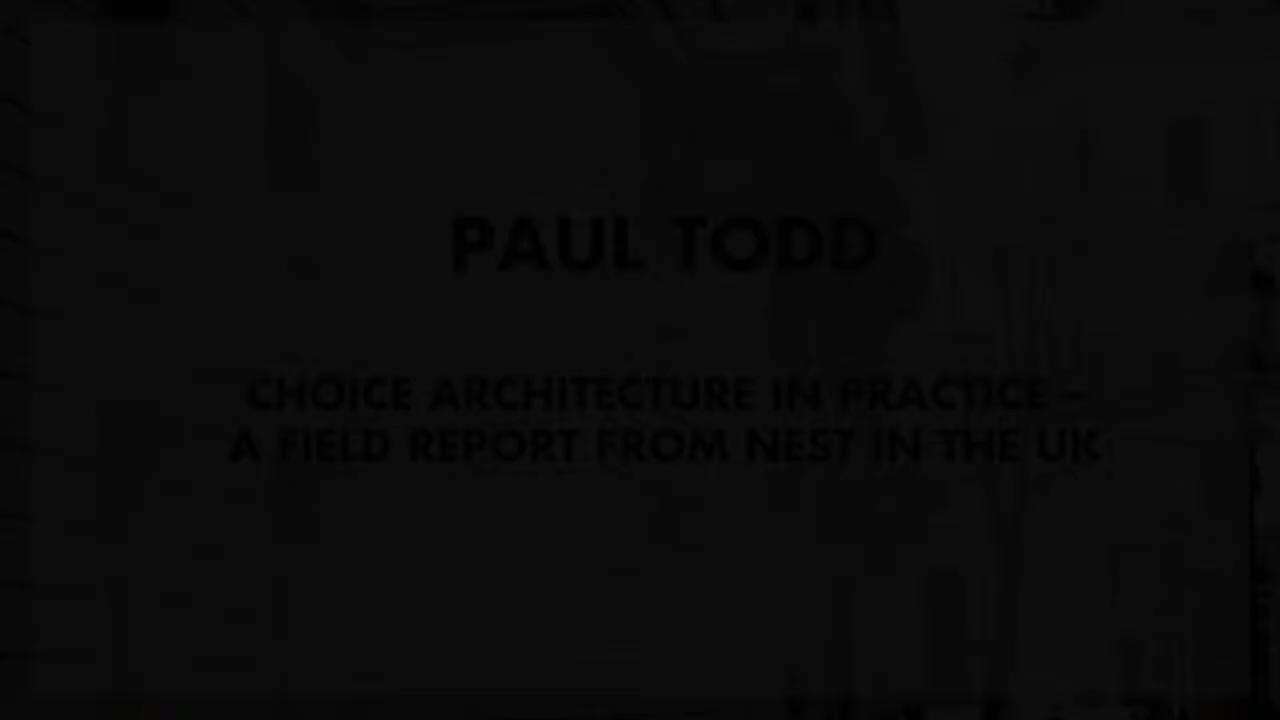 PAUL TODD
CHOICE ARCHITECTURE IN PRACTICE –
A FIELD REPORT FROM NEST IN THE UK